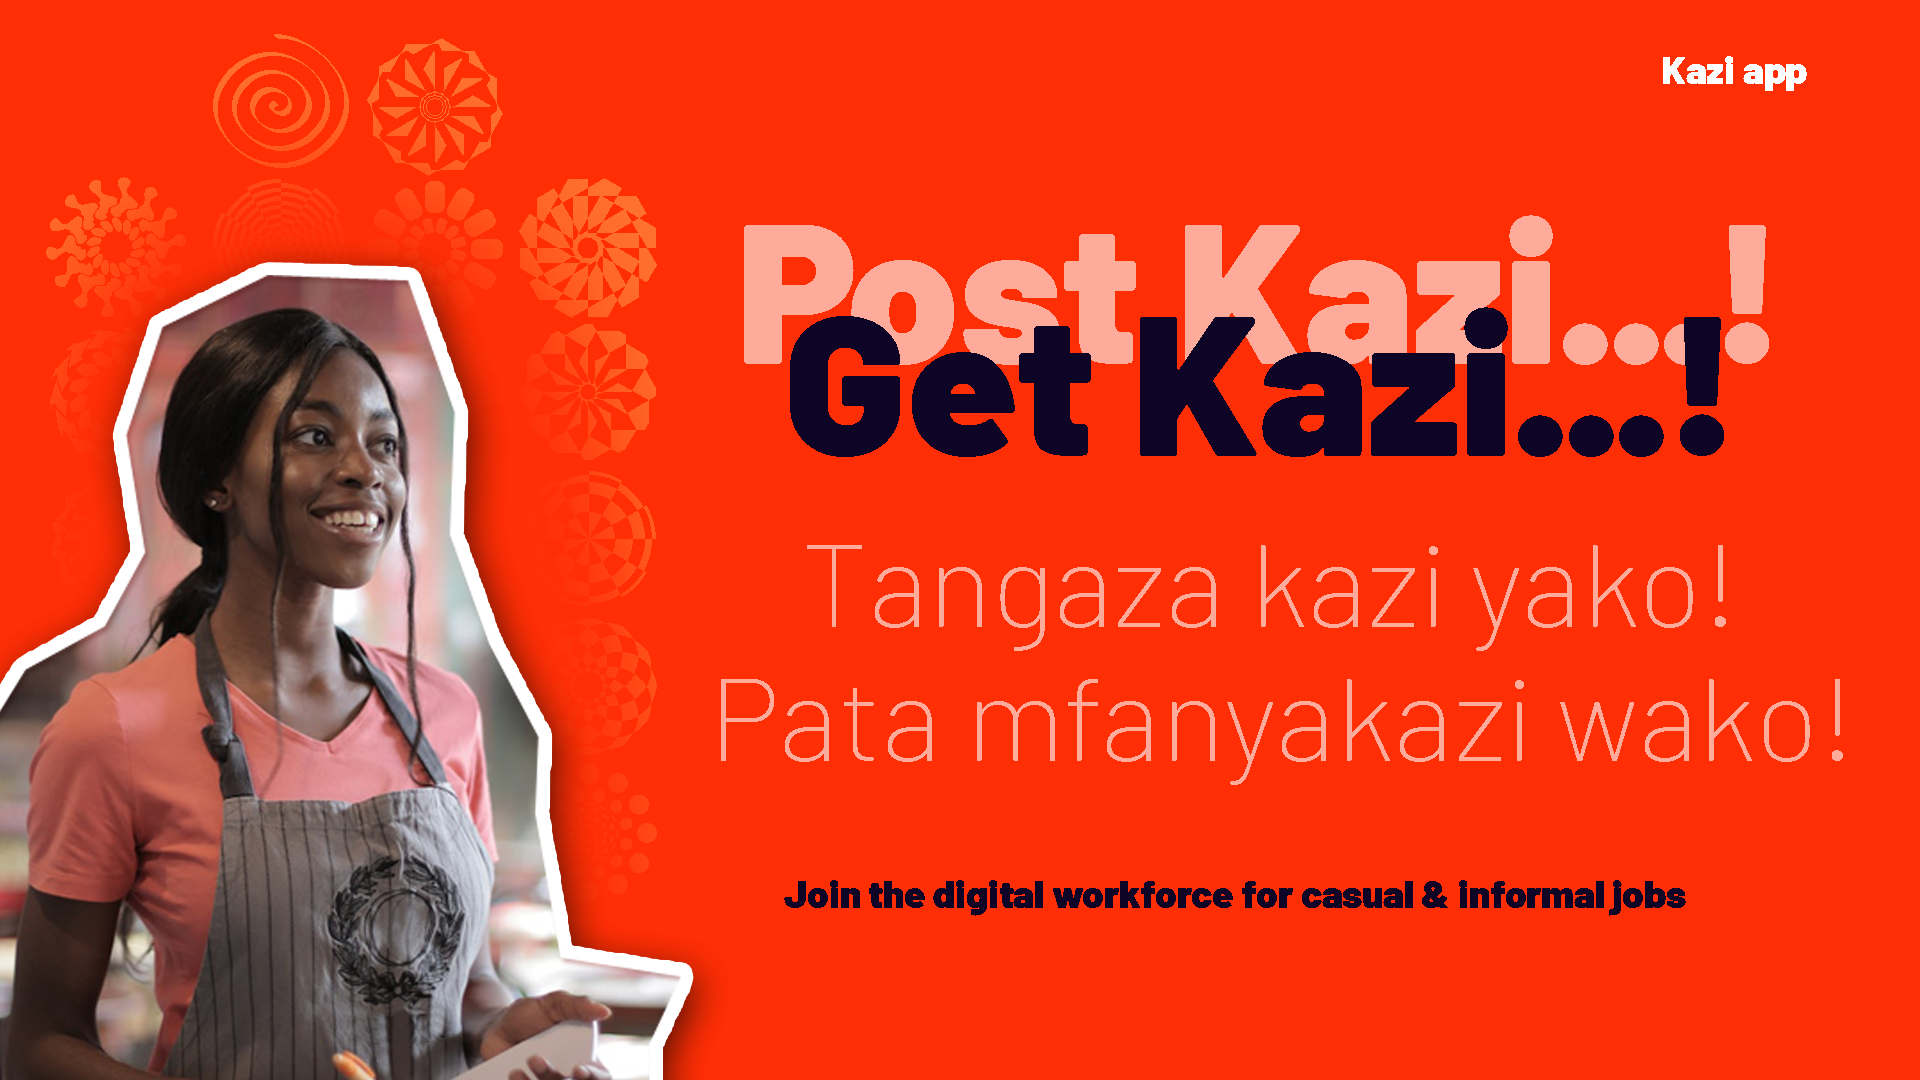 Kazi app
Post Kazi...!
Get Kazi...!
Tangaza kazi yako!
Pata mfanyakazi wako!
Join the digital workforce for casual & informal jobs